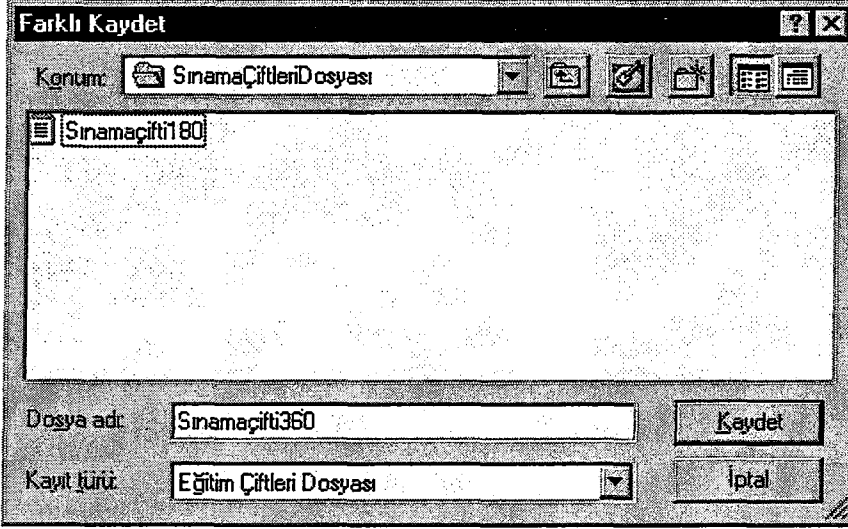 Farklı Kaydet
Konum: SınamaÇiftleriDosyası
Sınamaçifti180
Dosya adı: Sınamaçifti360 Kaydet
Kayıt türü: Eğitim Çiftleri Dosyası İptal